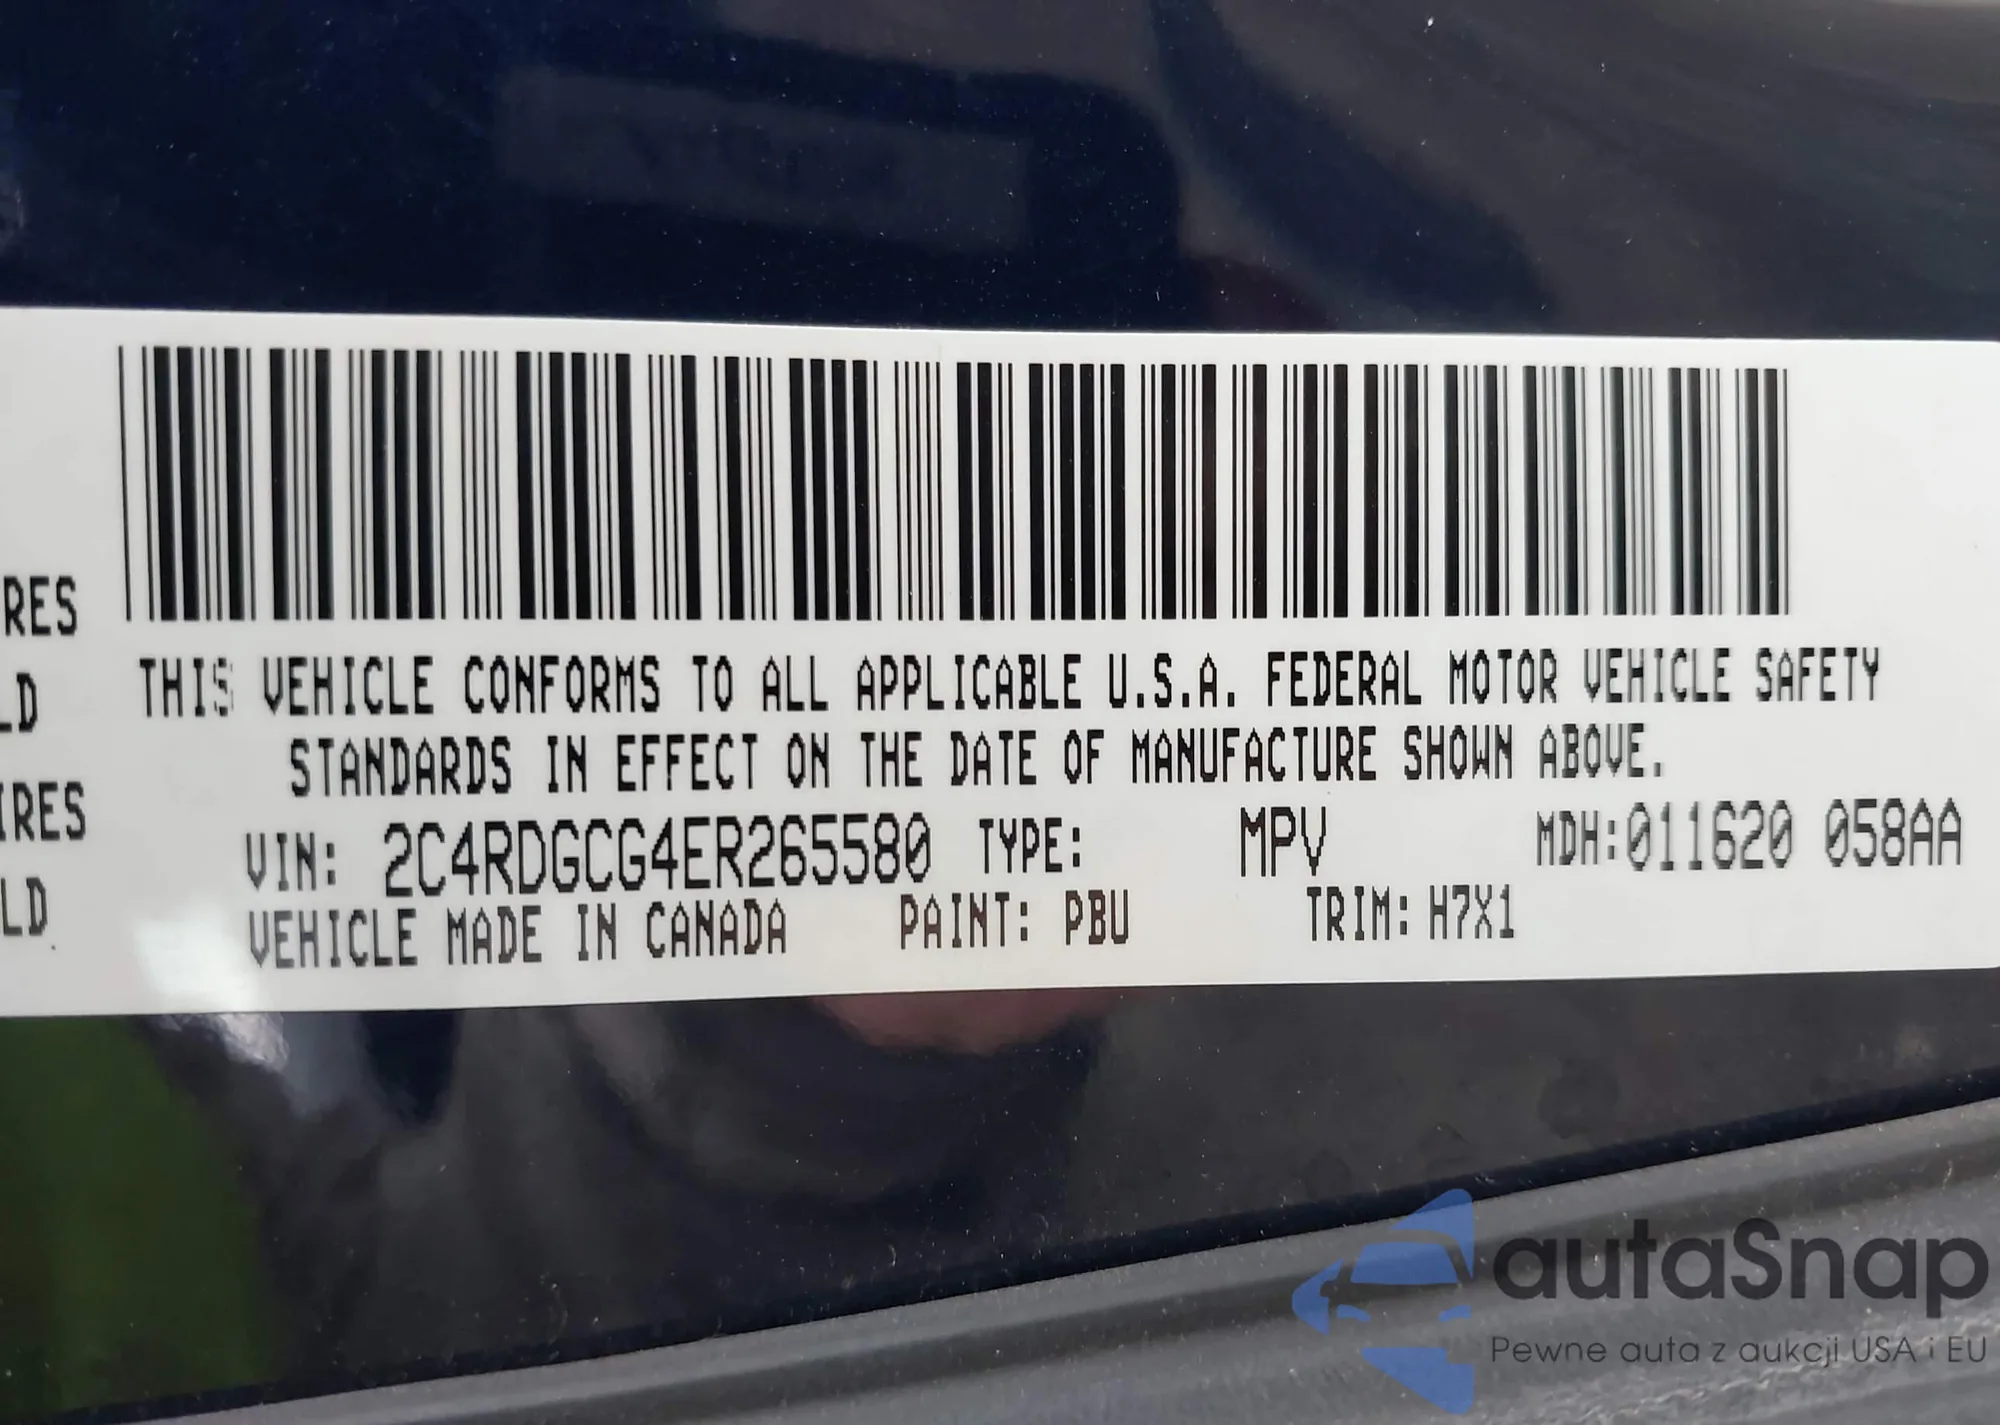 RES
LD
IRES
LD
THIS VEHICLE CONFORMS TO ALL APPLICABLE U.S.A. FEDERAL MOTOR VEHICLE SAFETY
STANDARDS IN EFFECT ON THE DATE OF MANUFACTURE SHOWN ABOVE.
VIN: 2C4RDGCG4ER265580 TYPE: MPV MDH:011620 058AA
VEHICLE MADE IN CANADA PAINT: PBU TRIM: H7X1
autaSnap
Pewne auta z aukcji USA i EU